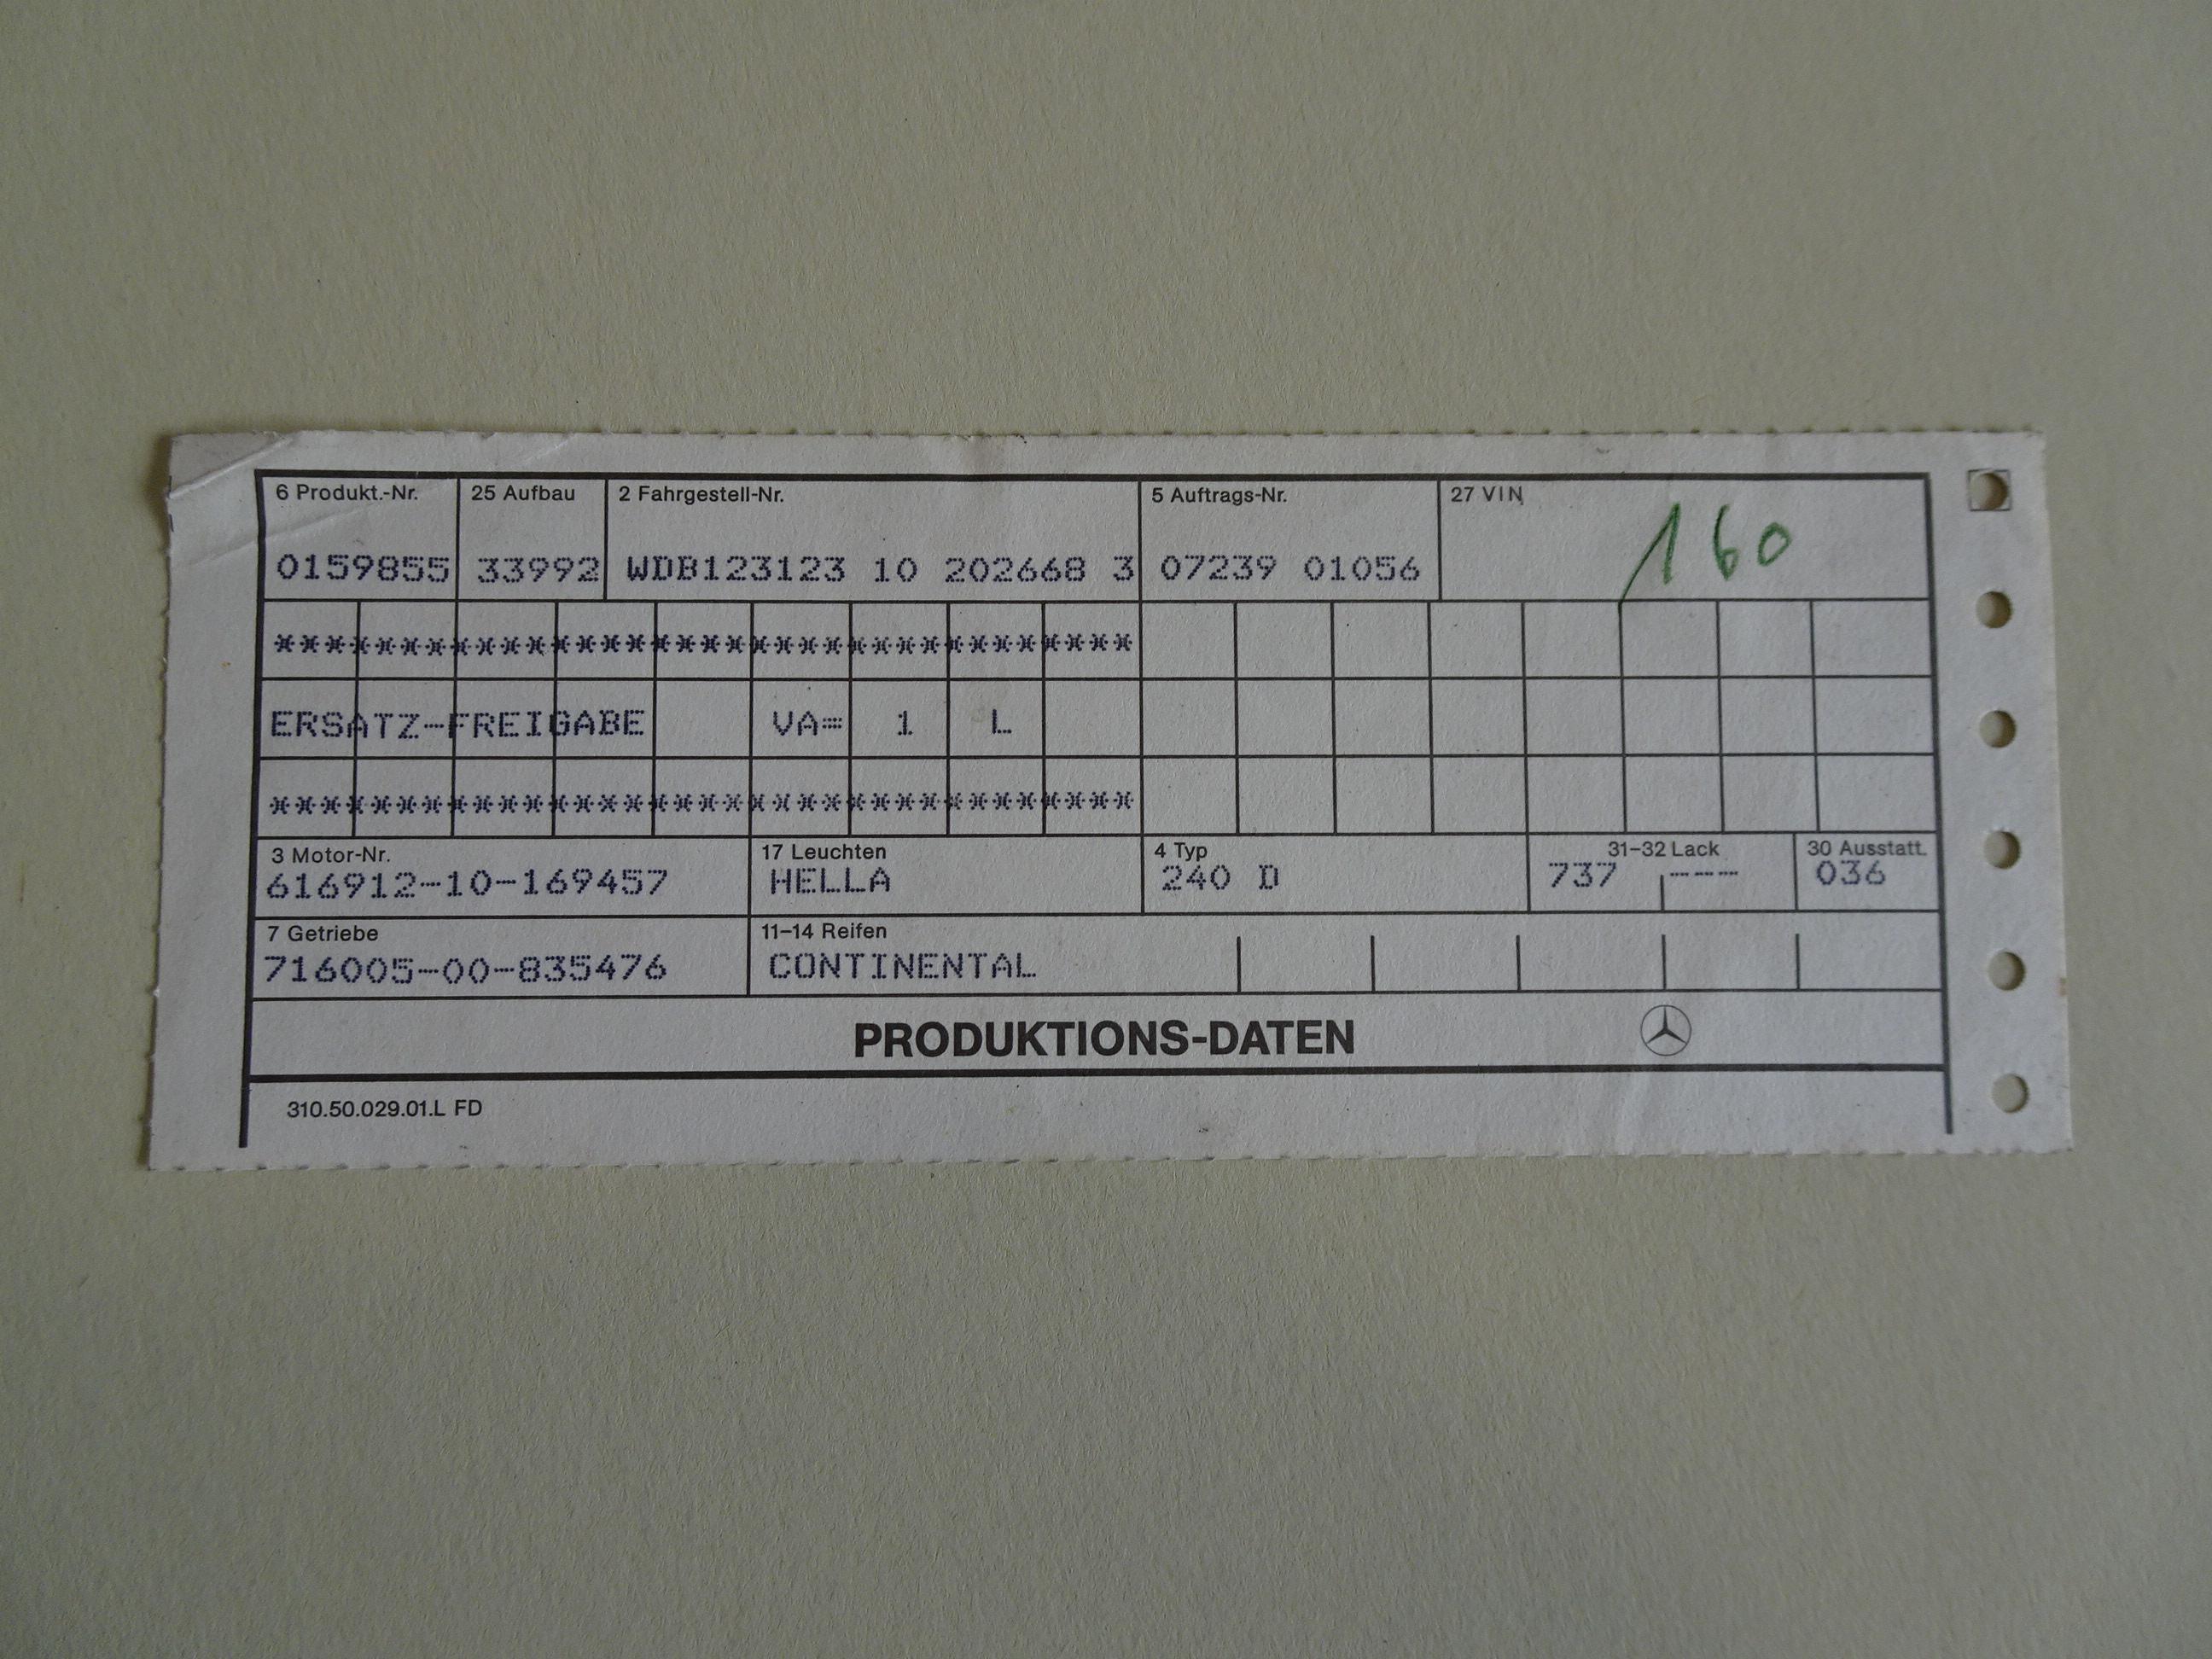 6 Produkt.-Nr. 25 Aufbau 2 Fahrgestell-Nr. 5 Auftrags-Nr. 27 VIN
160
0159855 33992 WDB123123 10 202668 3 07239 01056
***********************************
ERSATZ-FREIGABE VA= 1 L
***********************************
3 Motor-Nr. 17 Leuchten 4 Typ 31-32 Lack 30 Ausstatt.
616912-10-169457 HELLA 240 D 737 --- 036
7 Getriebe 11-14 Reifen
716005-00-835476 CONTINENTAL
PRODUKTIONS-DATEN
310.50.029.01.L FD